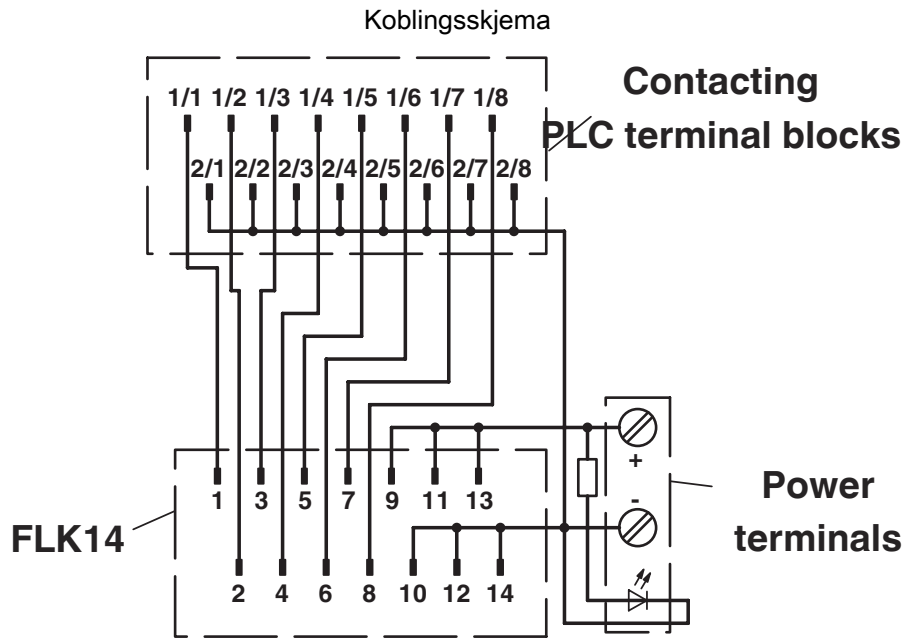 Koblingsskjema
Contacting
PLC terminal blocks
1/1 1/2 1/3 1/4 1/5 1/6 1/7 1/8
2/1 2/2 2/3 2/4 2/5 2/6 2/7 2/8
+
-
1 3 5 7 9 11 13
2 4 6 8 10 12 14
FLK14
Power
terminals